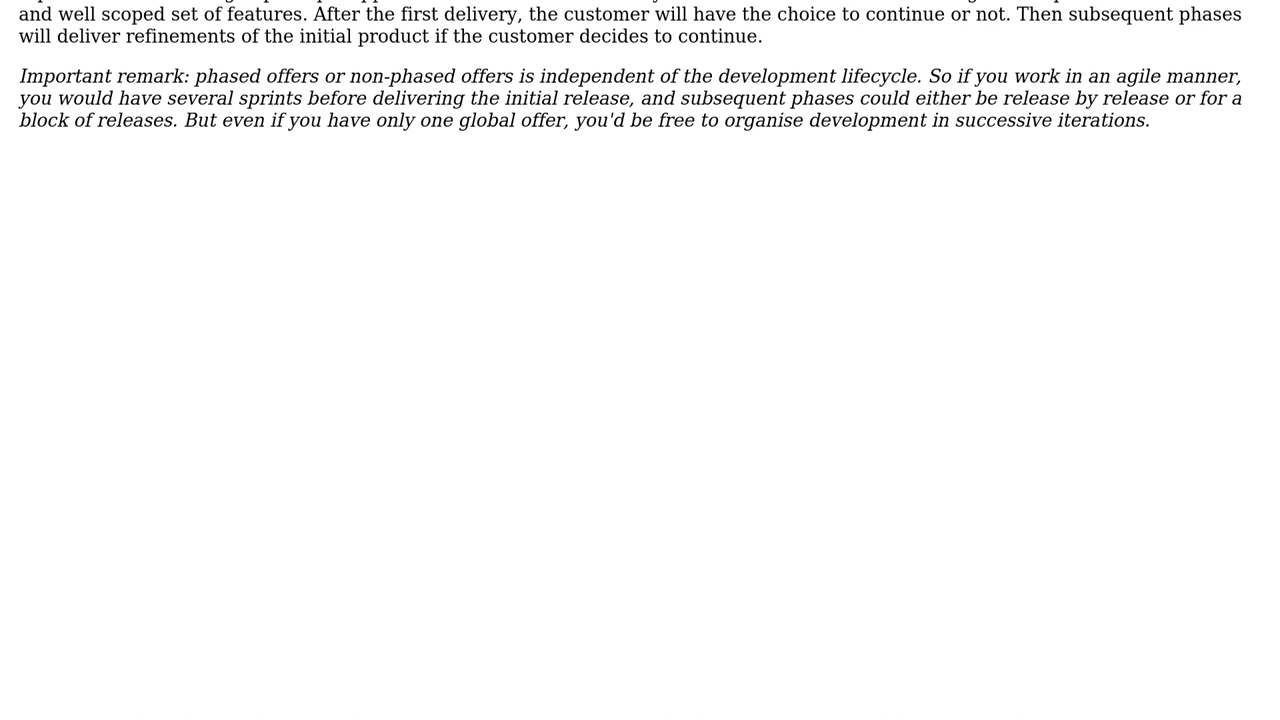 and well scoped set of features. After the first delivery, the customer will have the choice to continue or not. Then subsequent phases
will deliver refinements of the initial product if the customer decides to continue.
Important remark: phased offers or non-phased offers is independent of the development lifecycle. So if you work in an agile manner,
you would have several sprints before delivering the initial release, and subsequent phases could either be release by release or for a
block of releases. But even if you have only one global offer, you'd be free to organise development in successive iterations.